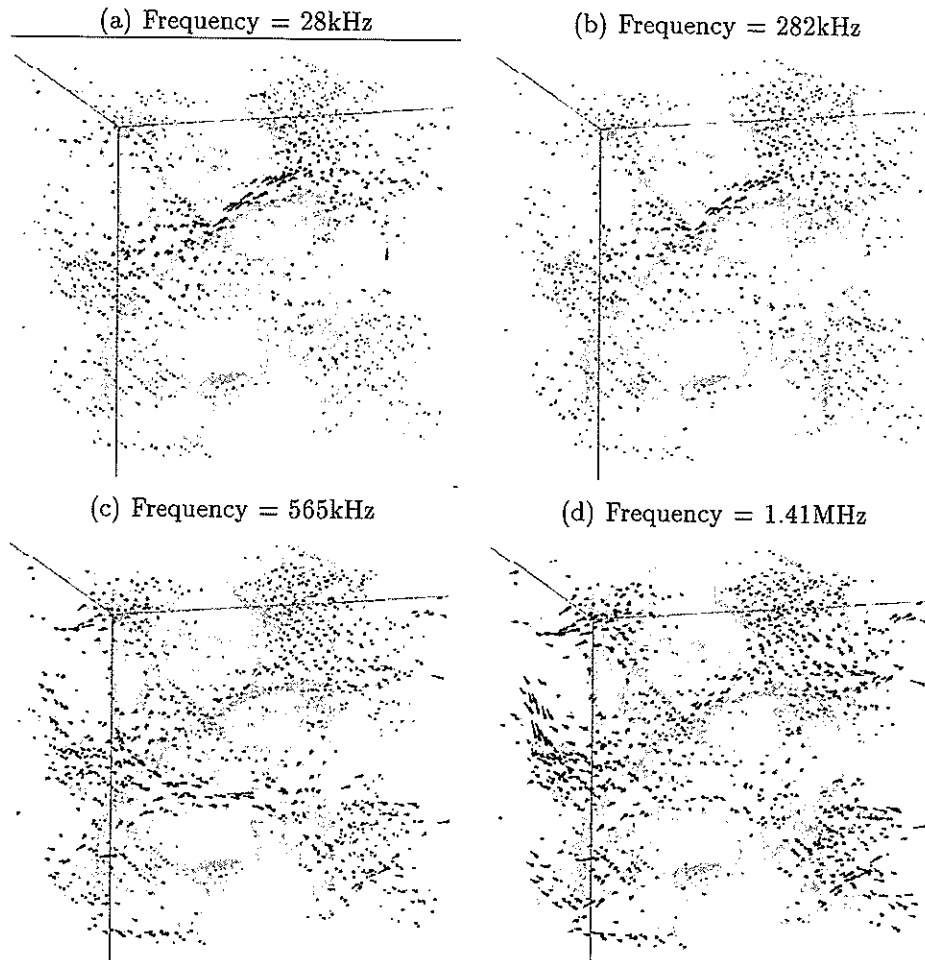 (a) Frequency = 28kHz
(b) Frequency = 282kHz
(c) Frequency = 565kHz
(d) Frequency = 1.41MHz